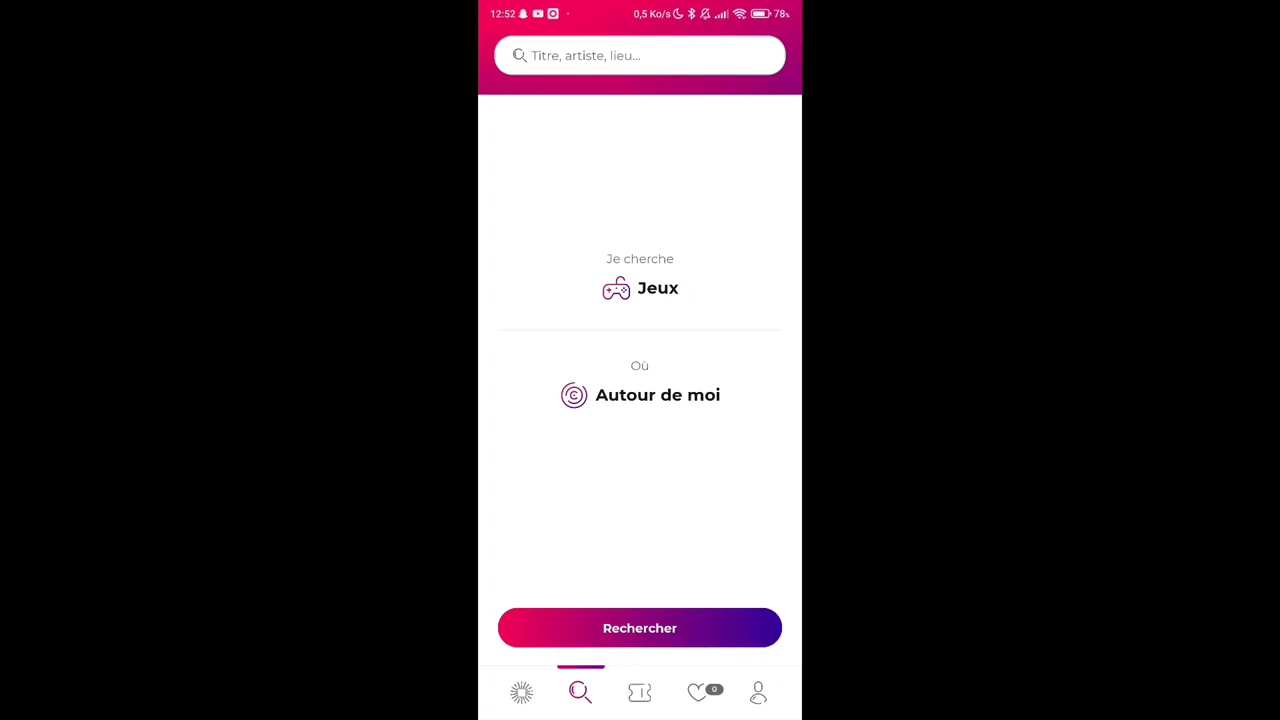 12:52 0,5 Ko/s 78%
Titre, artiste, lieu...
Je cherche
Jeux
Où
Autour de moi
Rechercher
0